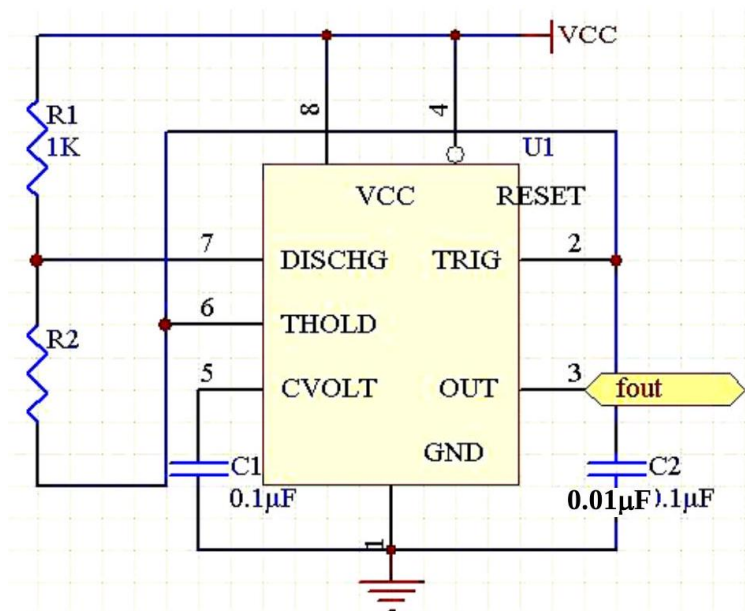 VCC
8
4
R1
1K
U1
VCC
RESET
7
DISCHG
TRIG
2
6
THOLD
R2
5
CVOLT
OUT
3
fout
GND
C1
0.1µF
C2
0.01µF
.1µF
1